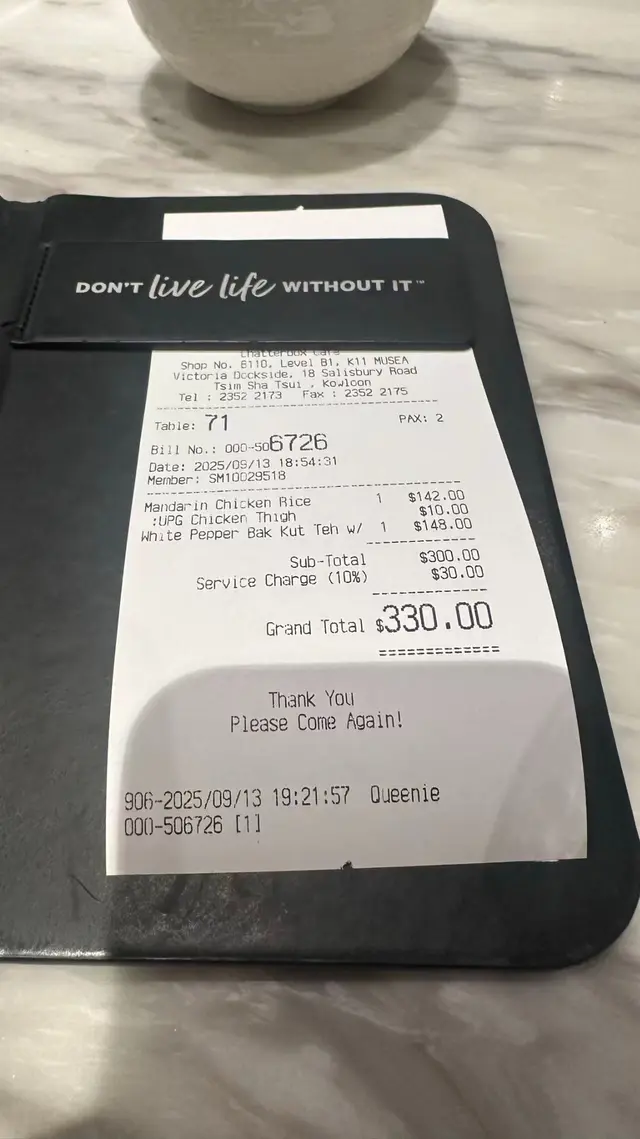 DON'T live life WITHOUT IT™
Chatterbox Café
Shop No. B110, Level B1, K11 MUSEA
Victoria Dockside, 18 Salisbury Road
Tsim Sha Tsui , Kowloon
Tel : 2352 2173 Fax : 2352 2175
Table: 71 PAX: 2
Bill No.: 000-506726
Date: 2025/09/13 18:54:31
Member: SM10029518
Mandarin Chicken Rice 1 $142.00
:UPG Chicken Thigh $10.00
White Pepper Bak Kut Teh w/ 1 $148.00
Sub-Total $300.00
Service Charge (10%) $30.00
Grand Total $330.00
Thank You
Please Come Again!
906-2025/09/13 19:21:57 Queenie
000-506726 [1]